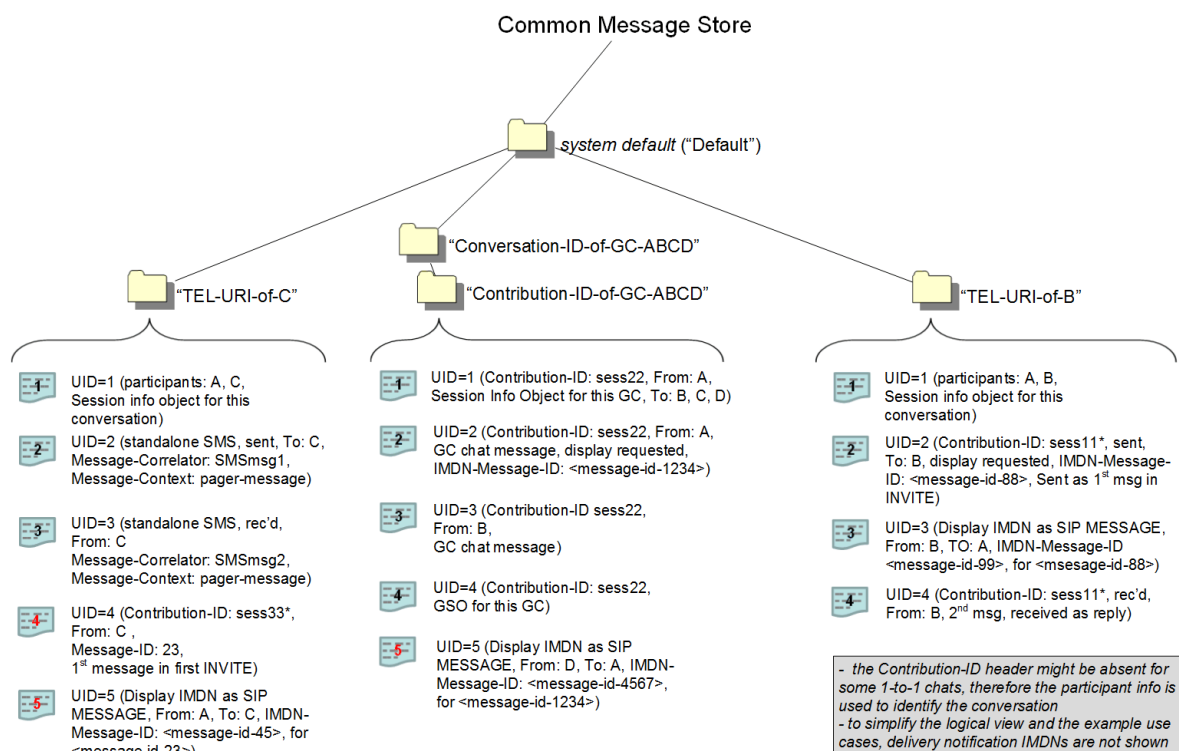 Common Message Store
system default ("Default")
"Conversation-ID-of-GC-ABCD"
"TEL-URI-of-C"
"Contribution-ID-of-GC-ABCD"
"TEL-URI-of-B"
1
UID=1 (participants: A, C,
Session info object for this
conversation)
2
UID=2 (standalone SMS, sent, To: C,
Message-Correlator: SMSmsg1,
Message-Context: pager-message)
3
UID=3 (standalone SMS, rec'd,
From: C
Message-Correlator: SMSmsg2,
Message-Context: pager-message)
4
UID=4 (Contribution-ID: sess33*,
From: C ,
Message-ID: 23,
1st message in first INVITE)
5
UID=5 (Display IMDN as SIP
MESSAGE, From: A, To: C, IMDN-
Message-ID: <message-id-45>, for
<message-id-23>)
1
UID=1 (Contribution-ID: sess22, From: A,
Session Info Object for this GC, To: B, C, D)
2
UID=2 (Contribution-ID: sess22, From: A,
GC chat message, display requested,
IMDN-Message-ID: <message-id-1234>)
3
UID=3 (Contribution-ID sess22,
From: B,
GC chat message)
4
UID=4 (Contribution-ID: sess22,
GSO for this GC)
5
UID=5 (Display IMDN as SIP
MESSAGE, From: D, To: A, IMDN-
Message-ID: <message-id-4567>,
for <message-id-1234>)
1
UID=1 (participants: A, B,
Session info object for this
conversation)
2
UID=2 (Contribution-ID: sess11*, sent,
To: B, display requested, IMDN-Message-
ID: <message-id-88>, Sent as 1st msg in
INVITE)
3
UID=3 (Display IMDN as SIP MESSAGE,
From: B, TO: A, IMDN-Message-ID
<message-id-99>, for <msesage-id-88>)
4
UID=4 (Contribution-ID: sess11*, rec'd,
From: B, 2nd msg, received as reply)
- the Contribution-ID header might be absent for
some 1-to-1 chats, therefore the participant info is
used to identify the conversation
- to simplify the logical view and the example use
cases, delivery notification IMDNs are not shown